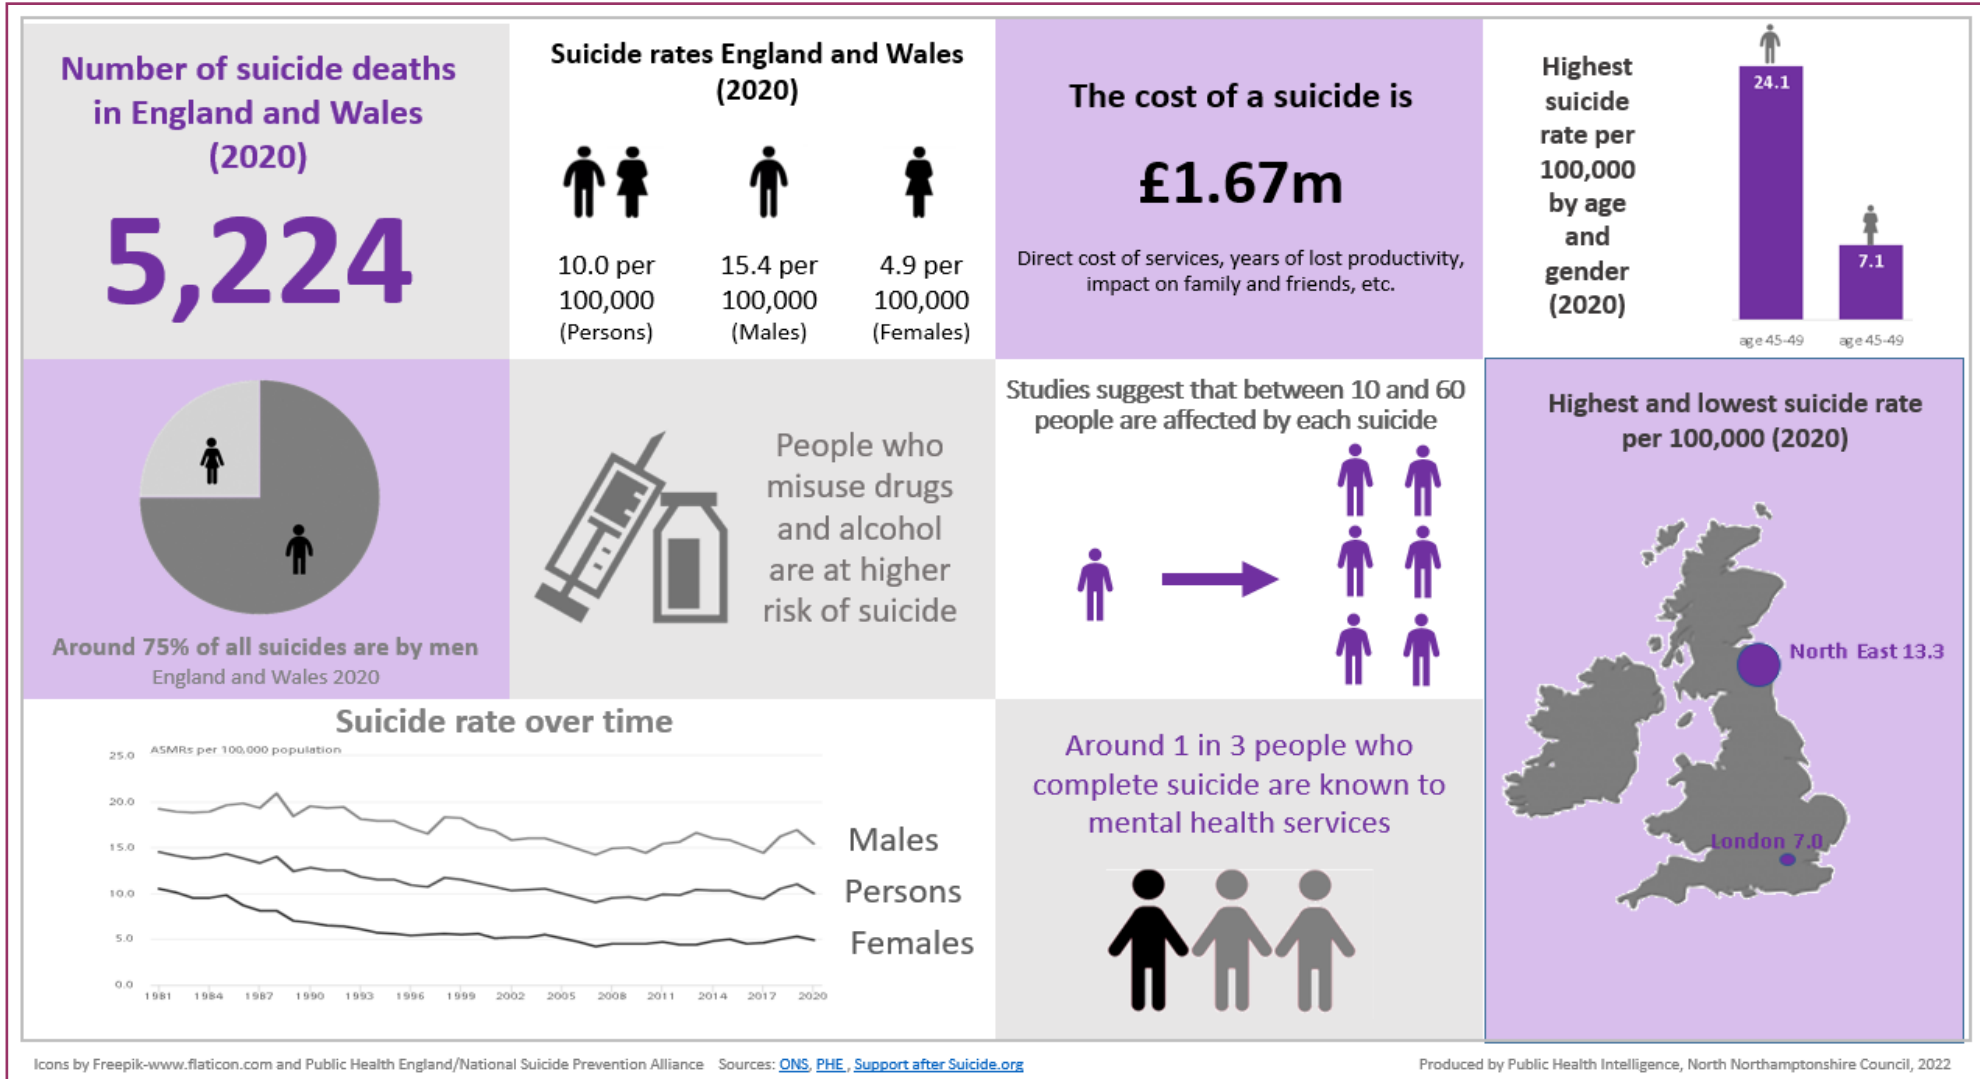 Number of suicide deaths
in England and Wales
(2020)
5,224
Suicide rates England and Wales
(2020)
10.0 per
100,000
(Persons)
15.4 per
100,000
(Males)
4.9 per
100,000
(Females)
The cost of a suicide is
£1.67m
Direct cost of services, years of lost productivity,
impact on family and friends, etc.
Highest
suicide
rate per
100,000
by age
and
gender
(2020)
24.1
7.1
age 45-49
age 45-49
Around 75% of all suicides are by men
England and Wales 2020
People who
misuse drugs
and alcohol
are at higher
risk of suicide
Studies suggest that between 10 and 60
people are affected by each suicide
Highest and lowest suicide rate
per 100,000 (2020)
North East 13.3
London 7.0
Suicide rate over time
ASMRs per 100,000 population
25.0
20.0
15.0
10.0
5.0
0.0
1981 1984 1987 1990 1993 1996 1999 2002 2005 2008 2011 2014 2017 2020
Males
Persons
Females
Around 1 in 3 people who
complete suicide are known to
mental health services
Icons by Freepik-www.flaticon.com and Public Health England/National Suicide Prevention Alliance Sources: ONS, PHE , Support after Suicide.org
Produced by Public Health Intelligence, North Northamptonshire Council, 2022